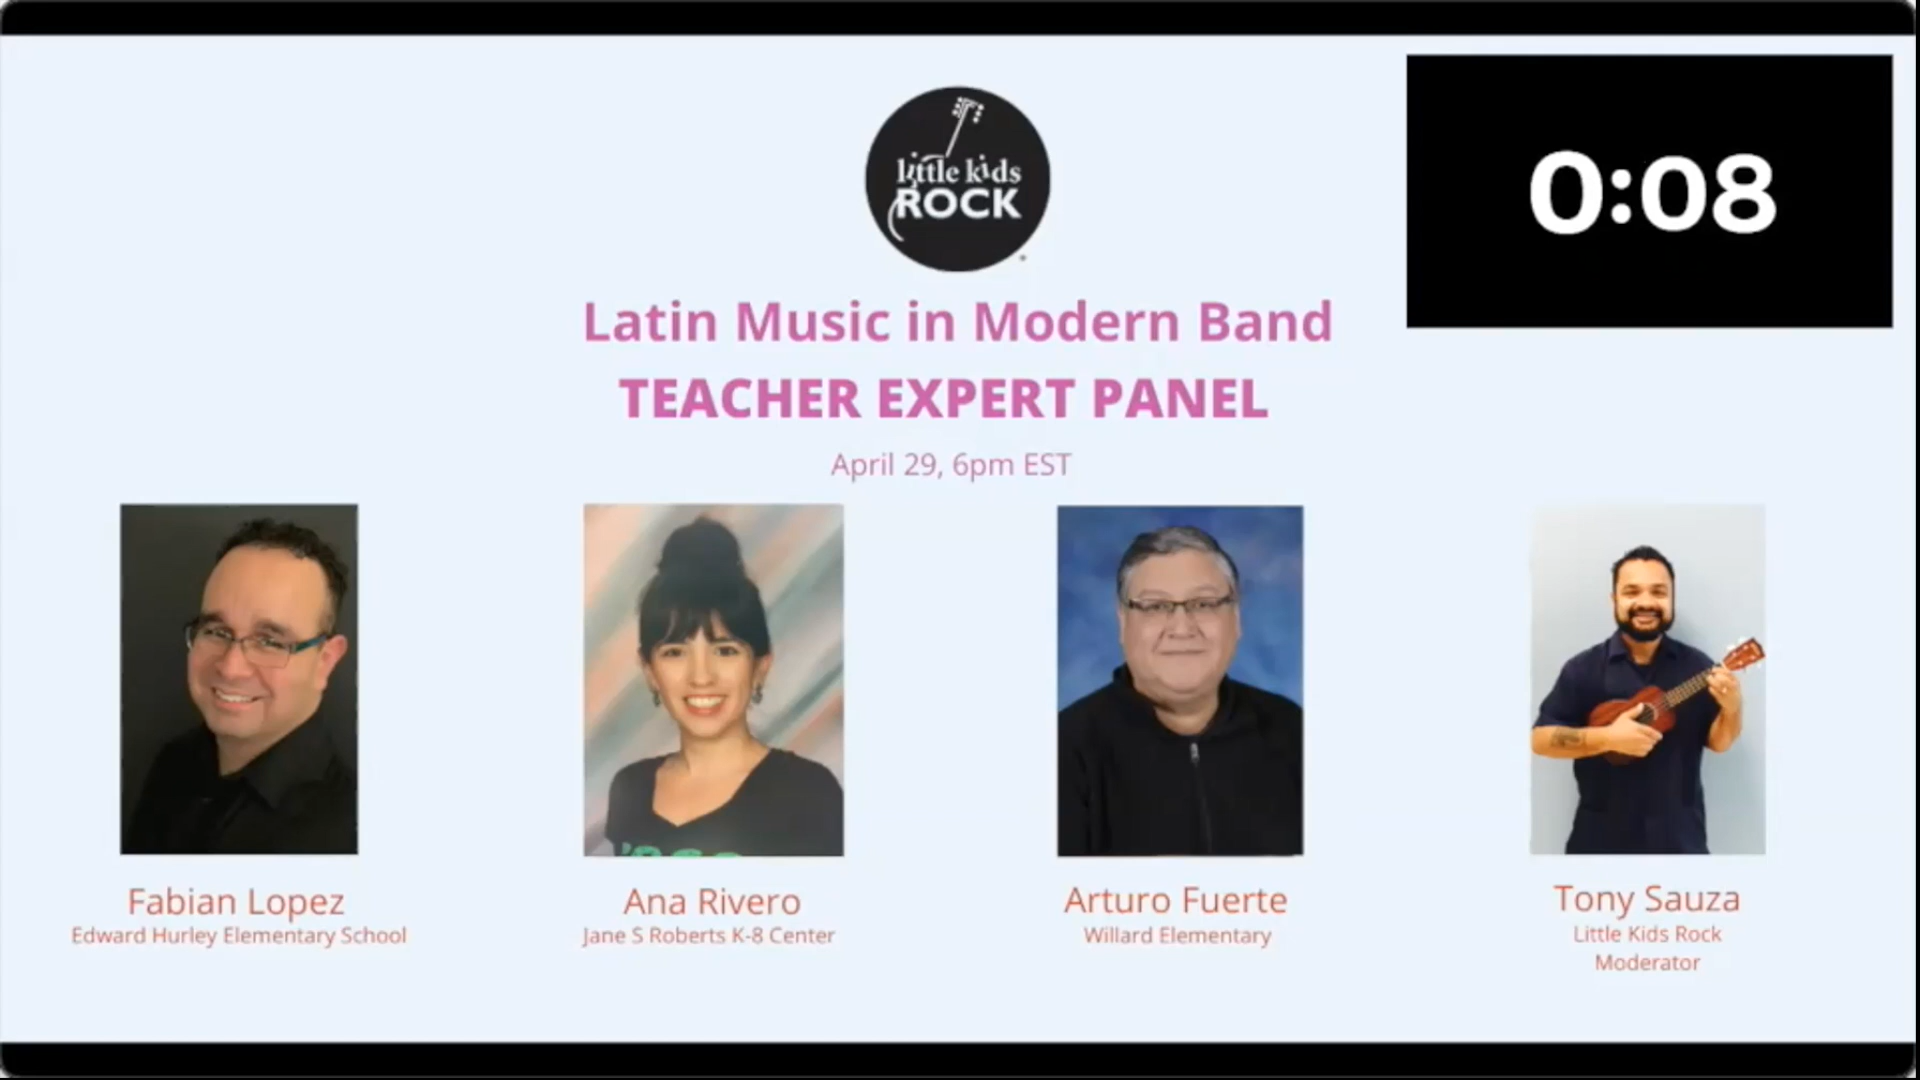 little kids
ROCK
0:08
Latin Music in Modern Band
TEACHER EXPERT PANEL
April 29, 6pm EST
Fabian Lopez
Edward Hurley Elementary School
Ana Rivero
Jane S Roberts K-8 Center
Arturo Fuerte
Willard Elementary
Tony Sauza
Little Kids Rock
Moderator